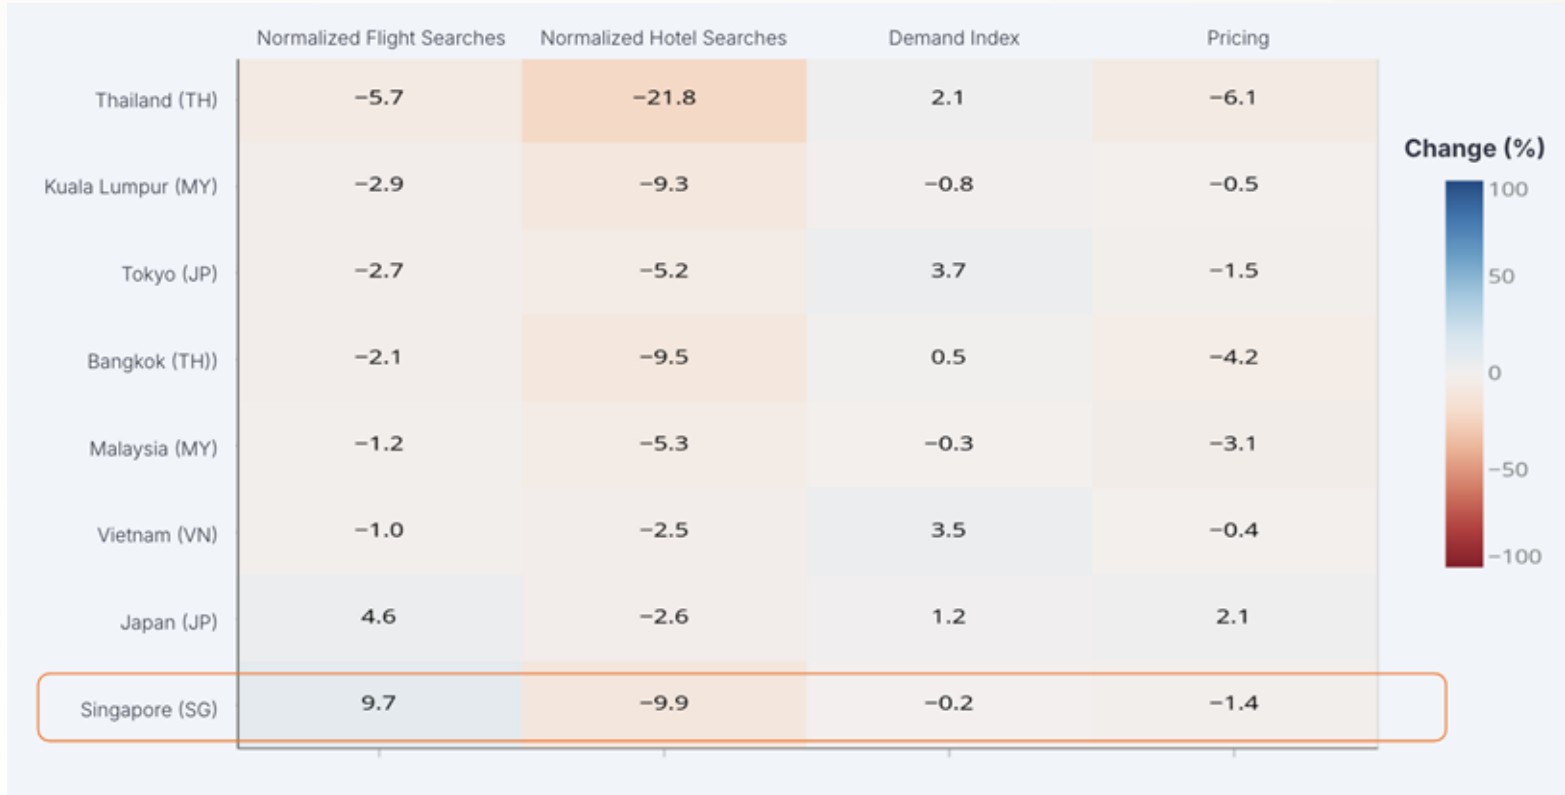 Normalized Flight Searches Normalized Hotel Searches Demand Index Pricing
Thailand (TH) −5.7 −21.8 2.1 −6.1
Kuala Lumpur (MY) −2.9 −9.3 −0.8 −0.5
Tokyo (JP) −2.7 −5.2 3.7 −1.5
Bangkok (TH)) −2.1 −9.5 0.5 −4.2
Malaysia (MY) −1.2 −5.3 −0.3 −3.1
Vietnam (VN) −1.0 −2.5 3.5 −0.4
Japan (JP) 4.6 −2.6 1.2 2.1
Singapore (SG) 9.7 −9.9 −0.2 −1.4
Change (%)
100
50
0
−50
−100